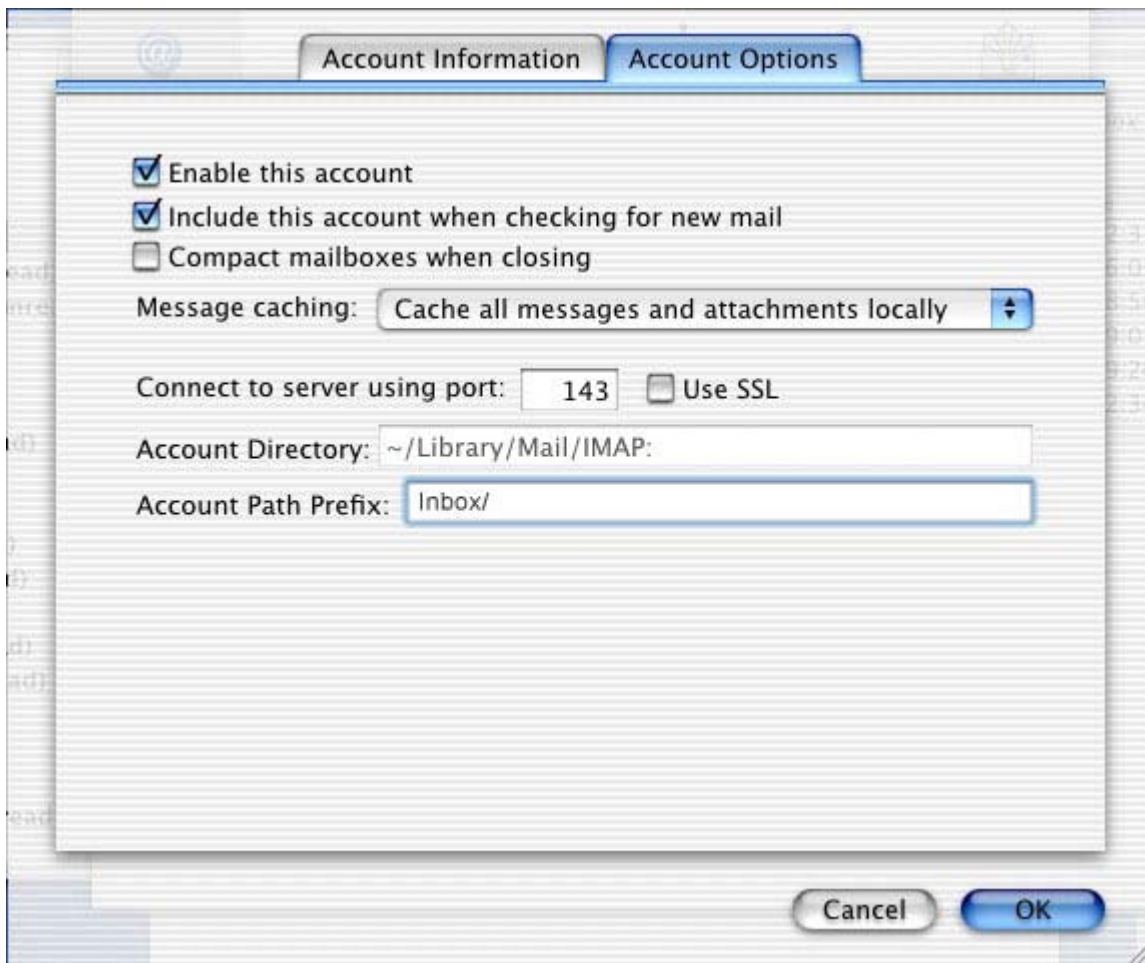 Account Information Account Options
Enable this account
Include this account when checking for new mail
Compact mailboxes when closing
Message caching: Cache all messages and attachments locally
Connect to server using port: 143 Use SSL
Account Directory: ~/Library/Mail/IMAP:
Account Path Prefix: Inbox/
Cancel OK